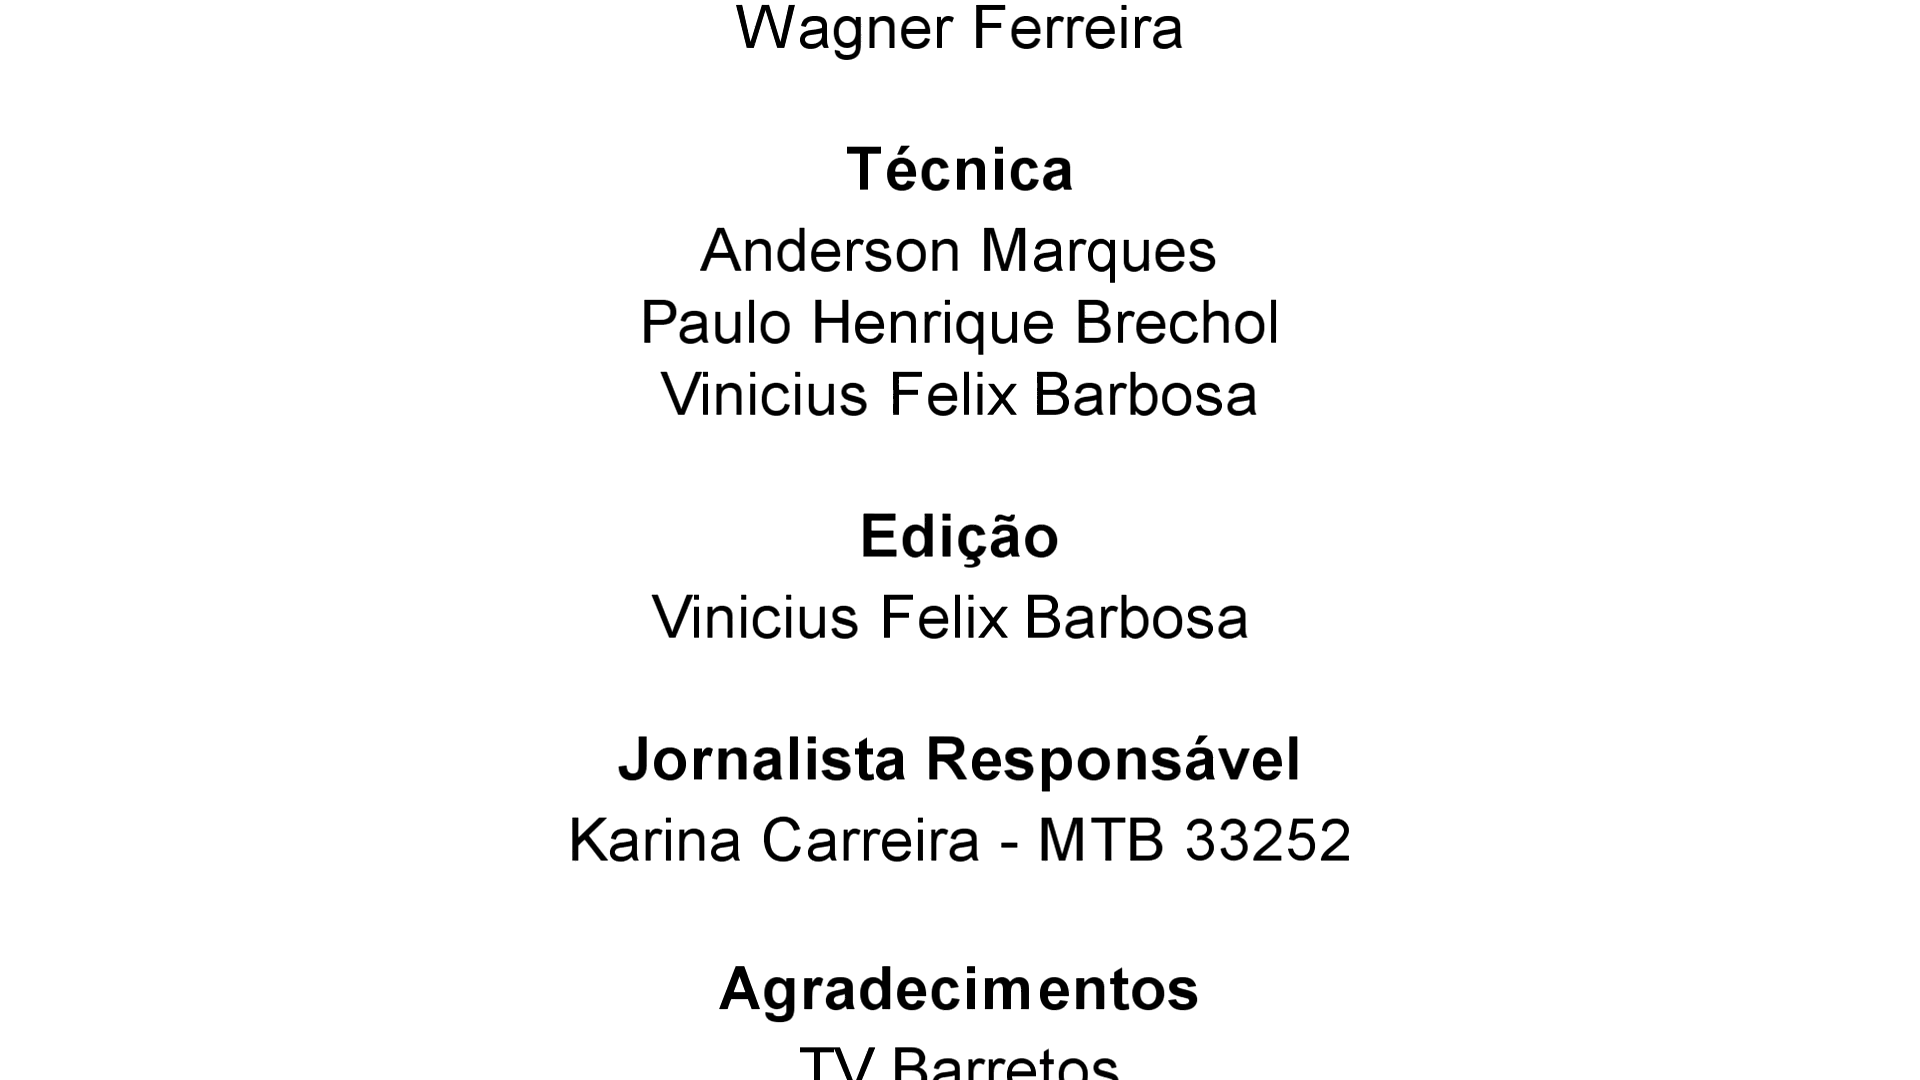 Wagner Ferreira
Técnica
Anderson Marques
Paulo Henrique Brechol
Vinicius Felix Barbosa
Edição
Vinicius Felix Barbosa
Jornalista Responsável
Karina Carreira - MTB 33252
Agradecimentos
TV Barretos